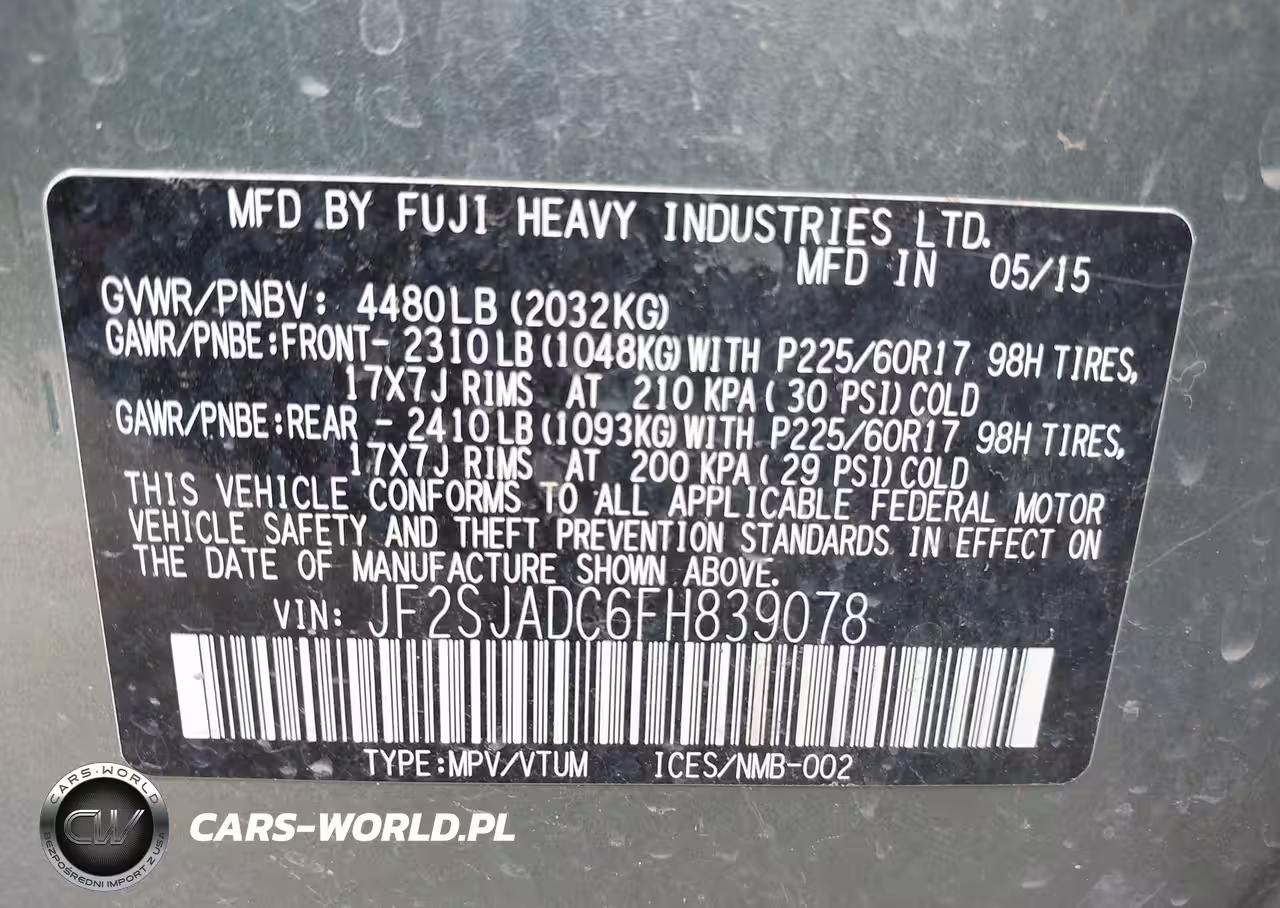 MFD BY FUJI HEAVY INDUSTRIES LTD.
MFD IN 05/15
GVWR/PNBV: 4480LB (2032KG)
GAWR/PNBE:FRONT- 2310LB(1048KG)WITH P225/60R17 98H TIRES,
17X7J RIMS AT 210 KPA( 30 PSI)COLD
GAWR/PNBE:REAR - 2410LB(1093KG)WITH P225/60R17 98H TIRES,
17X7J RIMS AT 200 KPA( 29 PSI)COLD
THIS VEHICLE CONFORMS TO ALL APPLICABLE FEDERAL MOTOR
VEHICLE SAFETY AND THEFT PREVENTION STANDARDS IN EFFECT ON
THE DATE OF MANUFACTURE SHOWN ABOVE.
VIN: JF2SJADC6FH839078
TYPE:MPV/VTUM ICES/NMB-002
CARS-WORLD
CW
BEZPOŚREDNI IMPORT Z USA
CARS-WORLD.PL